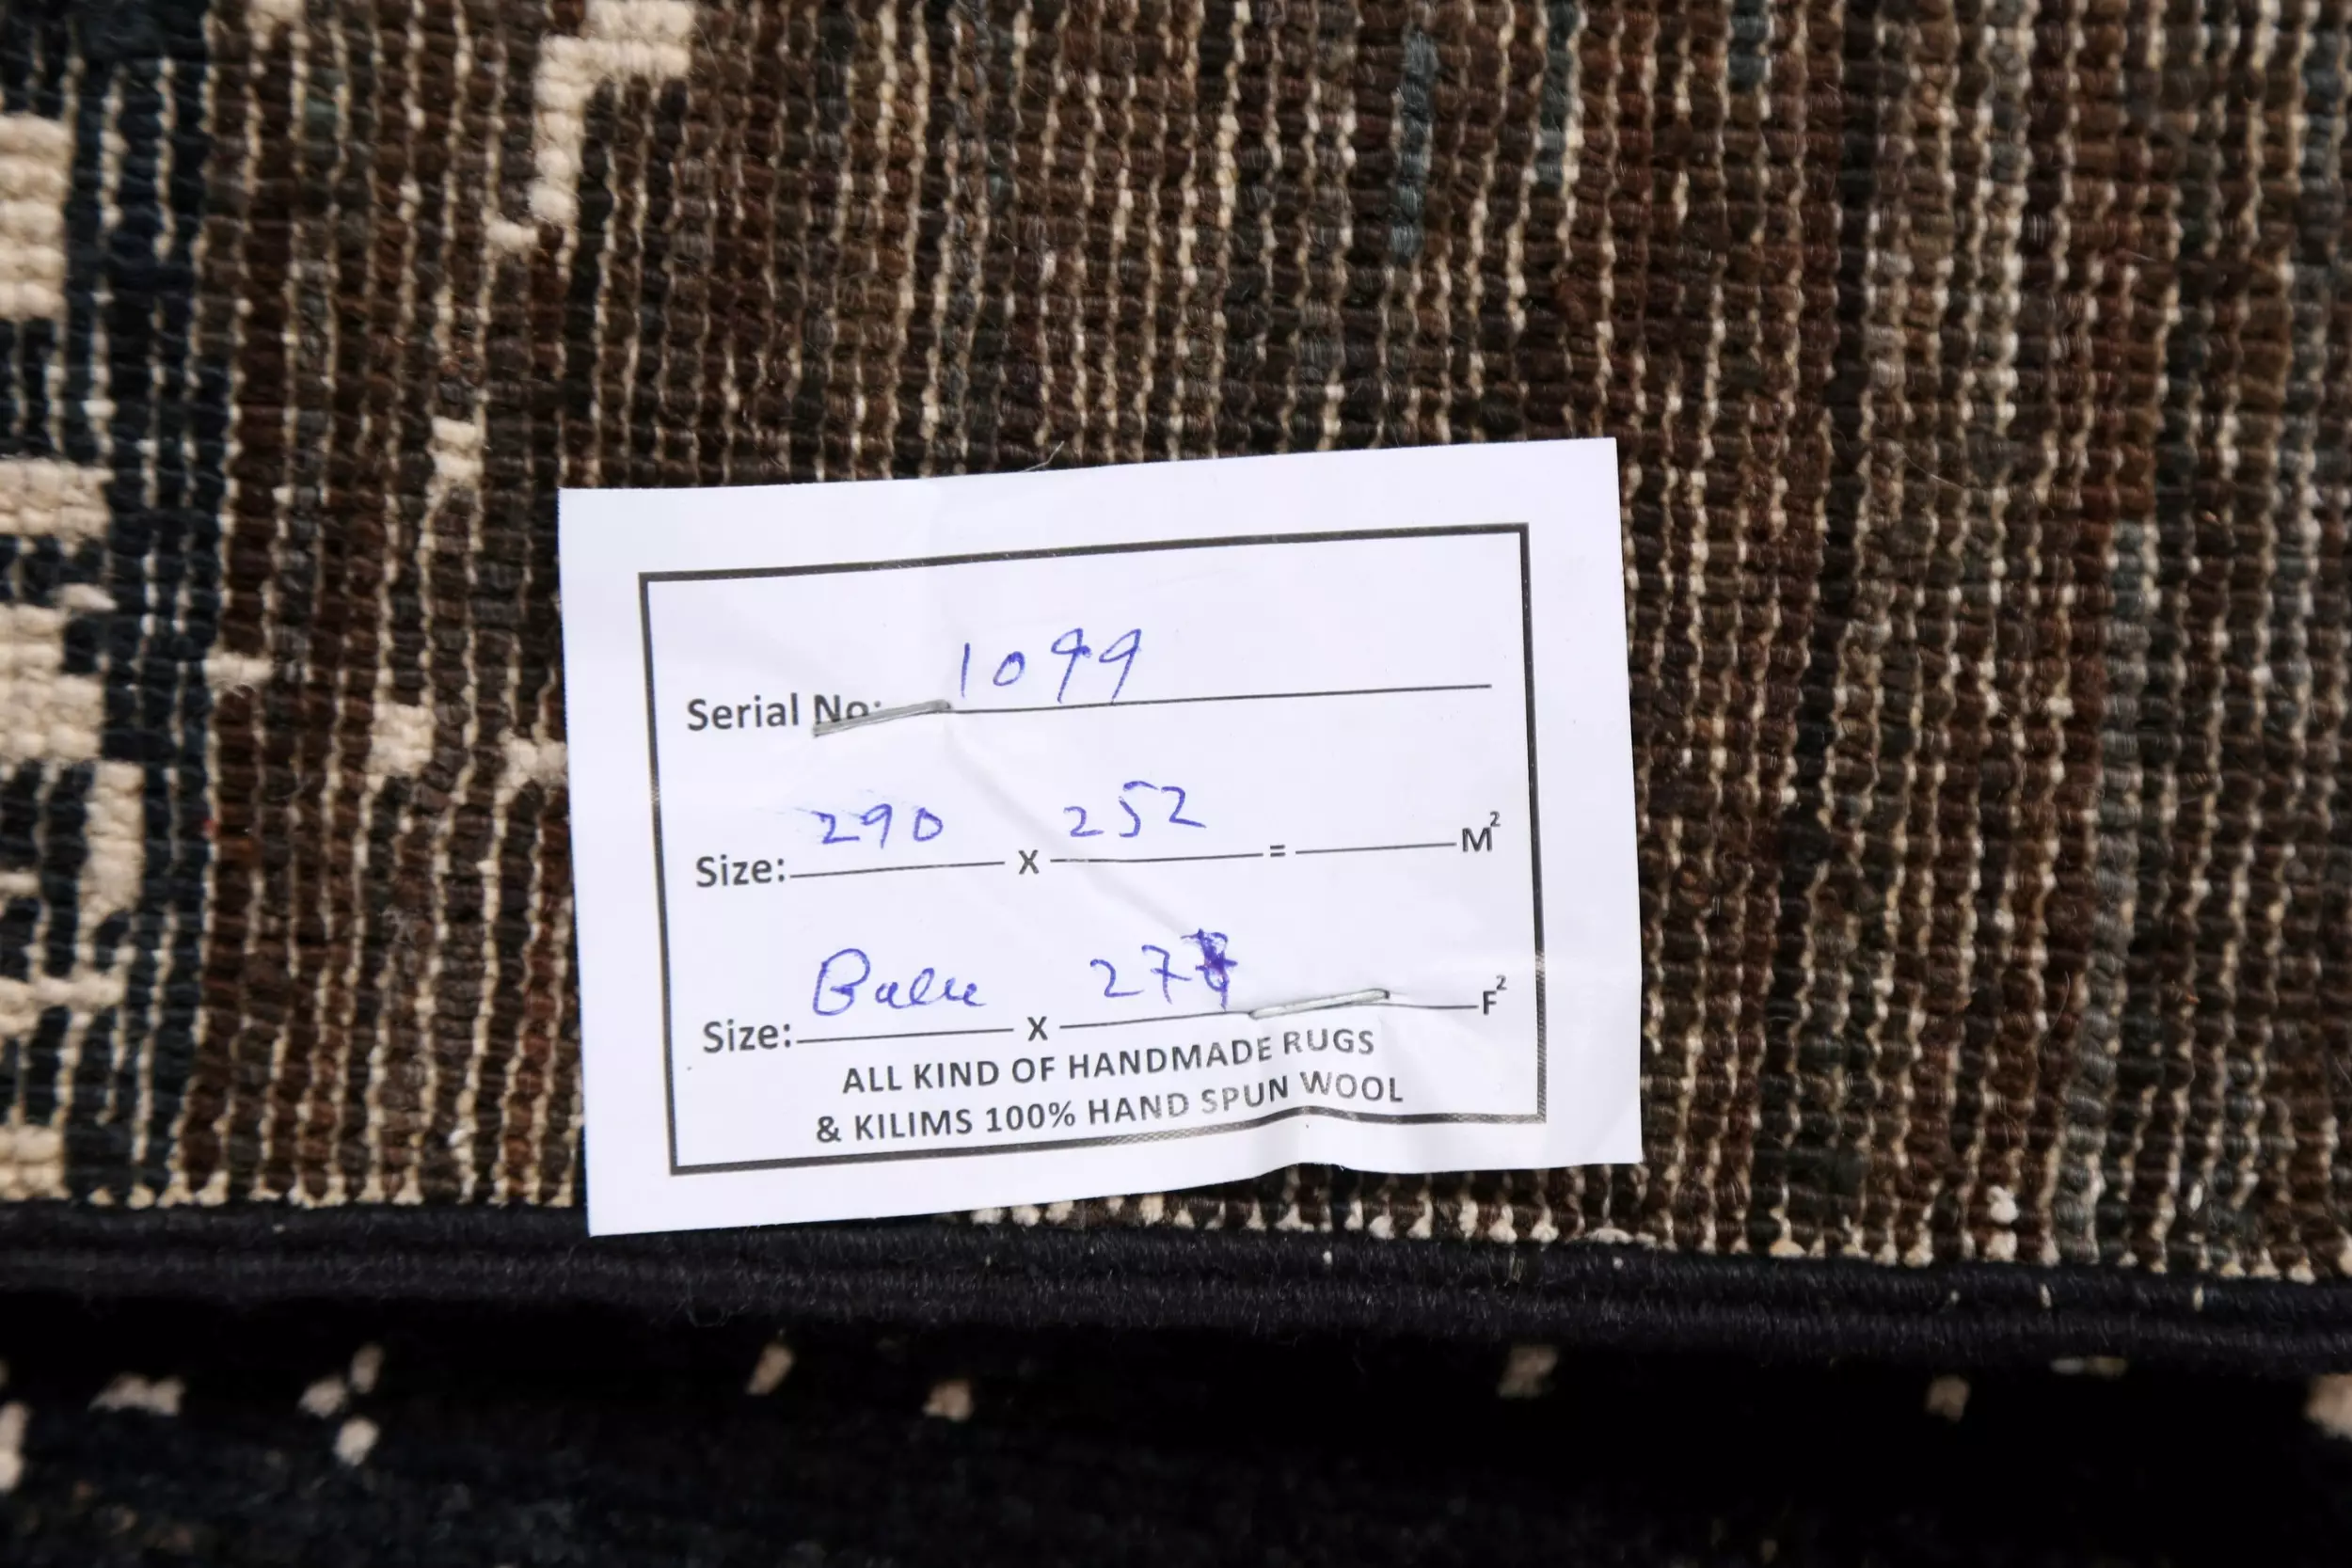 Serial No: 1099
Size: 290 X 252 = M²
Size: Bale X 27 F²
ALL KIND OF HANDMADE RUGS
& KILIMS 100% HAND SPUN WOOL